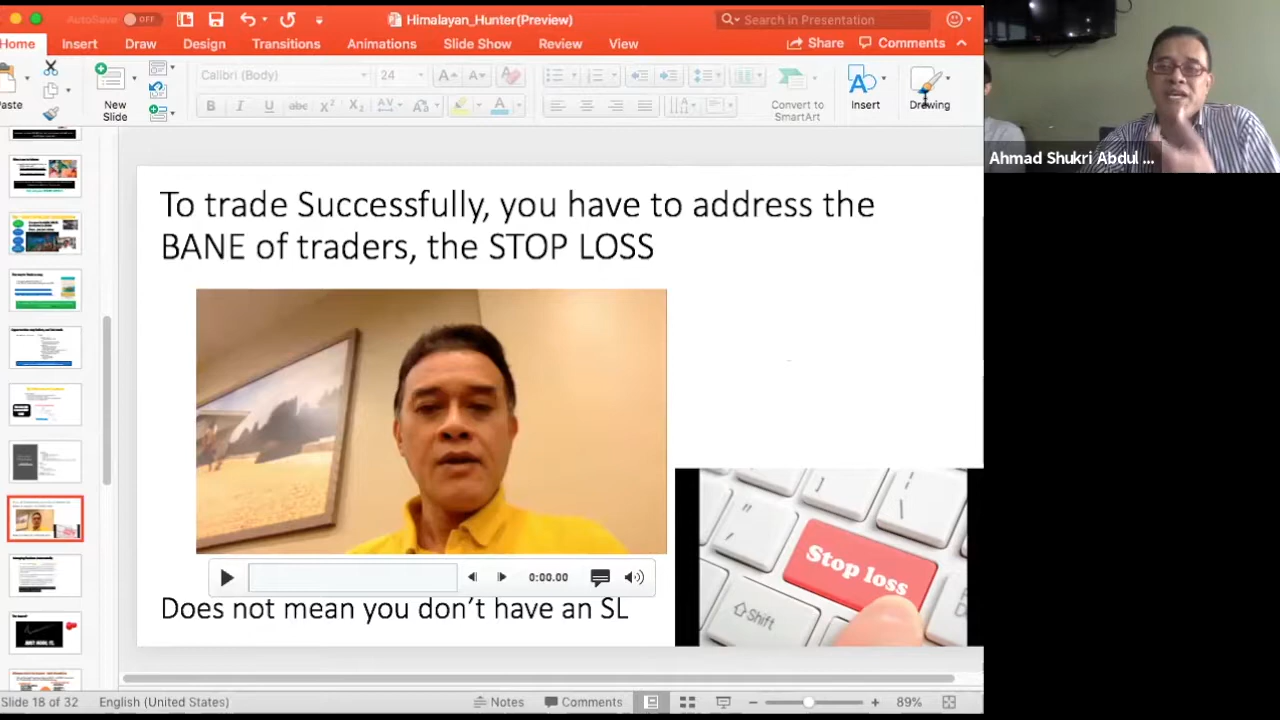 AutoSave OFF
Himalayan_Hunter(Preview)
Search in Presentation
Home
Insert
Draw
Design
Transitions
Animations
Slide Show
Review
View
Share
Comments
Calibri (Body)
24
New
Slide
Convert to
SmartArt
Insert
Drawing
Ahmad Shukri Abdul ...
To trade Successfully, you have to address the
BANE of traders, the STOP LOSS
0:00.00
Stop loss
Shift
Does not mean you don't have an SL
Slide 18 of 32
English (United States)
Notes
Comments
89%